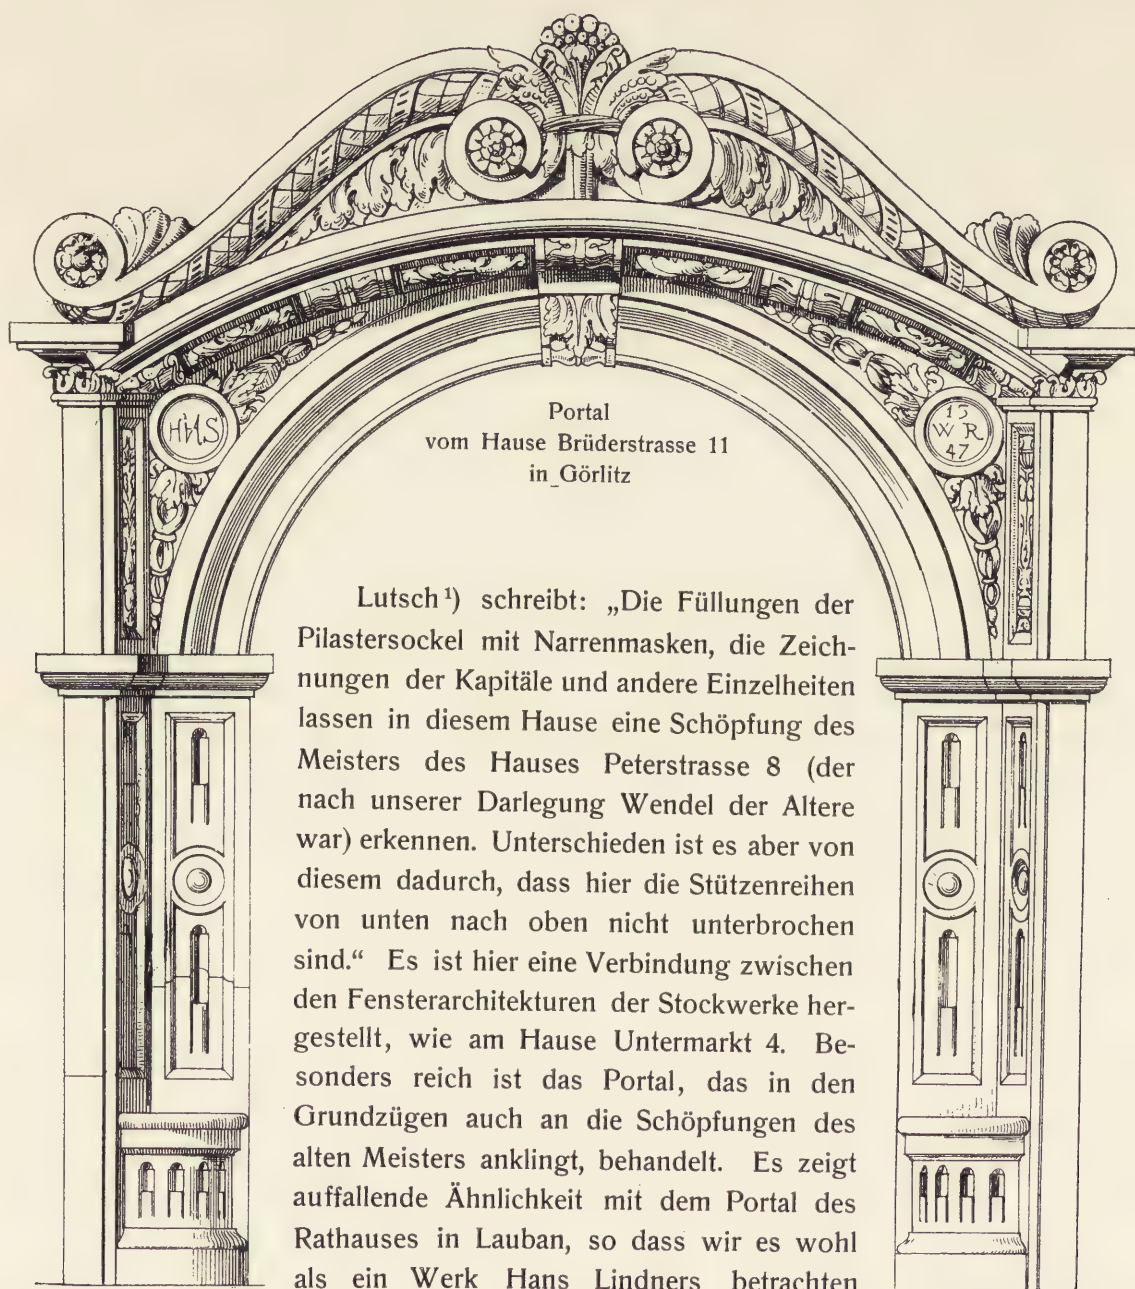 HHS
15
W R
47
Portal
vom Hause Brüderstrasse 11
in Görlitz
Lutsch¹) schreibt: „Die Füllungen der
Pilastersockel mit Narrenmasken, die Zeich-
nungen der Kapitäle und andere Einzelheiten
lassen in diesem Hause eine Schöpfung des
Meisters des Hauses Peterstrasse 8 (der
nach unserer Darlegung Wendel der Altere
war) erkennen. Unterschieden ist es aber von
diesem dadurch, dass hier die Stützenreihen
von unten nach oben nicht unterbrochen
sind.“ Es ist hier eine Verbindung zwischen
den Fensterarchitekturen der Stockwerke her-
gestellt, wie am Hause Untermarkt 4. Be-
sonders reich ist das Portal, das in den
Grundzügen auch an die Schöpfungen des
alten Meisters anklingt, behandelt. Es zeigt
auffallende Ähnlichkeit mit dem Portal des
Rathauses in Lauban, so dass wir es wohl
als ein Werk Hans Lindners betrachten